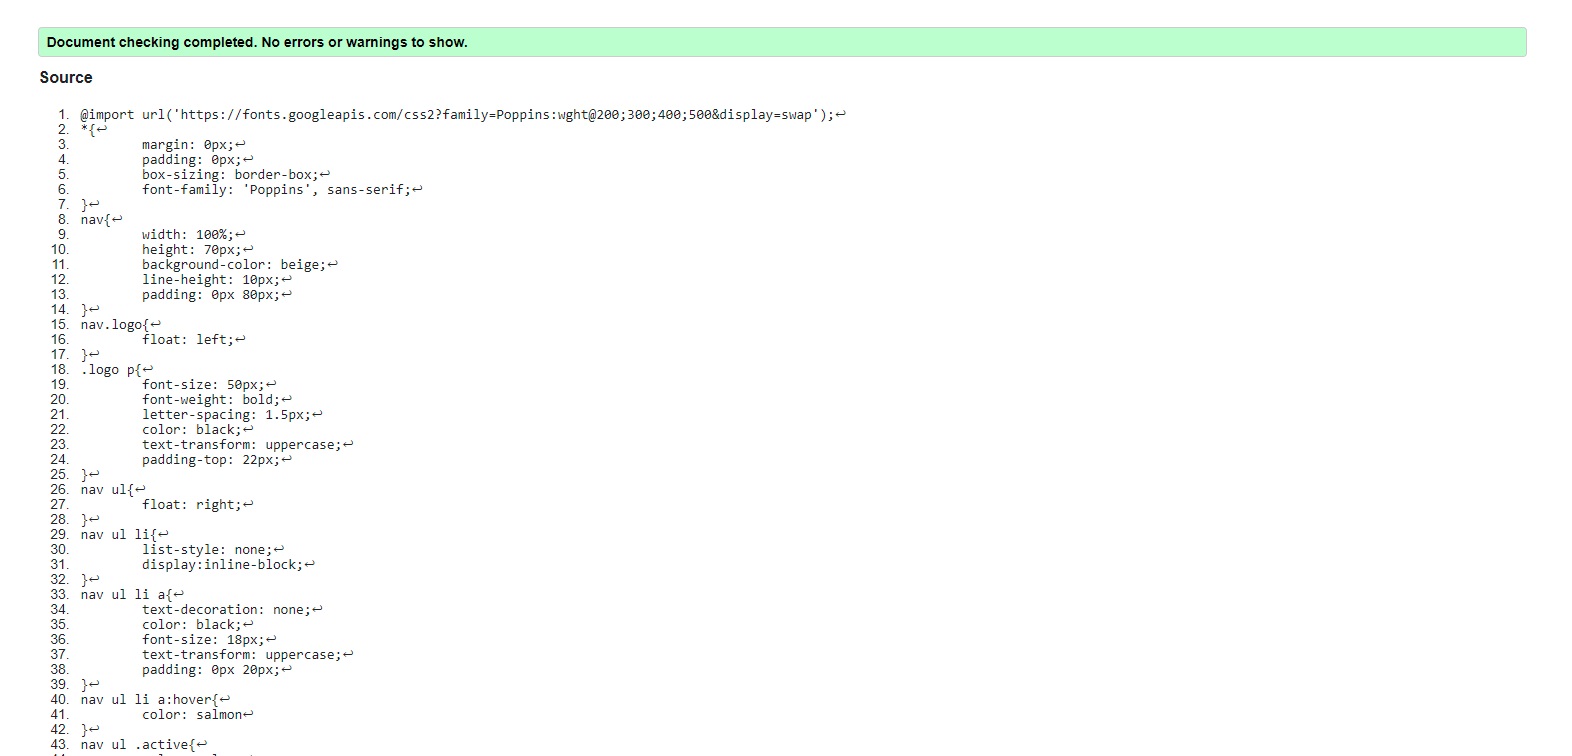 Document checking completed. No errors or warnings to show.
Source
1. @import url('https://fonts.googleapis.com/css2?family=Poppins:wght@200;300;400;500&display=swap');↩
2. *{↩
3. margin: 0px;↩
4. padding: 0px;↩
5. box-sizing: border-box;↩
6. font-family: 'Poppins', sans-serif;↩
7. }↩
8. nav{↩
9. width: 100%;↩
10. height: 70px;↩
11. background-color: beige;↩
12. line-height: 10px;↩
13. padding: 0px 80px;↩
14. }↩
15. nav.logo{↩
16. float: left;↩
17. }↩
18. .logo p{↩
19. font-size: 50px;↩
20. font-weight: bold;↩
21. letter-spacing: 1.5px;↩
22. color: black;↩
23. text-transform: uppercase;↩
24. padding-top: 22px;↩
25. }↩
26. nav ul{↩
27. float: right;↩
28. }↩
29. nav ul li{↩
30. list-style: none;↩
31. display:inline-block;↩
32. }↩
33. nav ul li a{↩
34. text-decoration: none;↩
35. color: black;↩
36. font-size: 18px;↩
37. text-transform: uppercase;↩
38. padding: 0px 20px;↩
39. }↩
40. nav ul li a:hover{↩
41. color: salmon↩
42. }↩
43. nav ul .active{↩